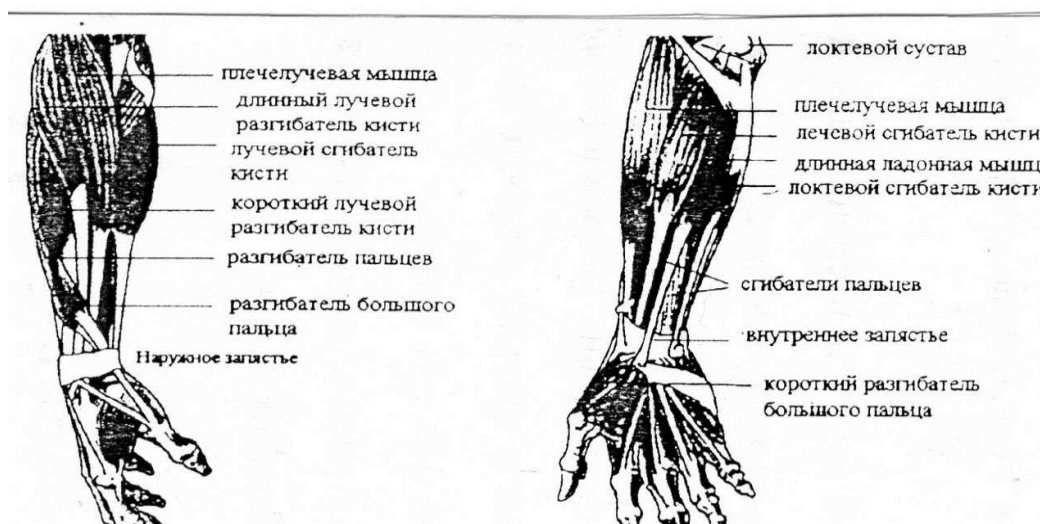 плечелучевая мышца
длинный лучевой
разгибатель кисти
лучевой сгибатель
кисти
короткий лучевой
разгибатель кисти
разгибатель пальцев
разгибатель большого
пальца
Наружное запястье
локтевой сустав
плечелучевая мышца
лечевой сгибатель кисти
длинная ладонная мышц
локтевой сгибатель кисти
сгибатели пальцев
внутреннее запястье
короткий разгибатель
большого пальца